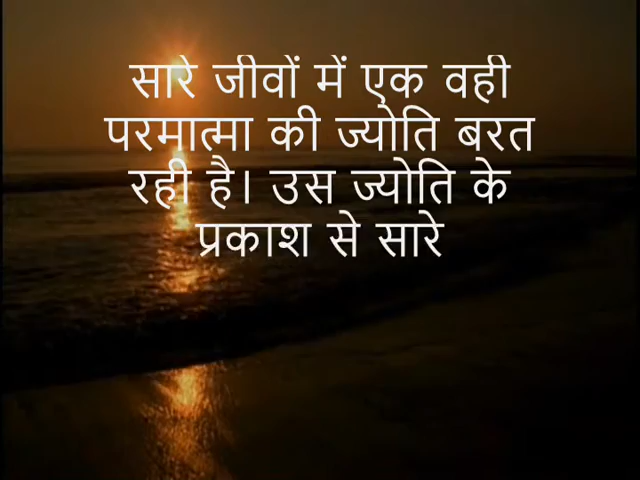 सारे जीवों में एक वही
परमात्मा की ज्योति बरत
रही है। उस ज्योति के
प्रकाश से सारे